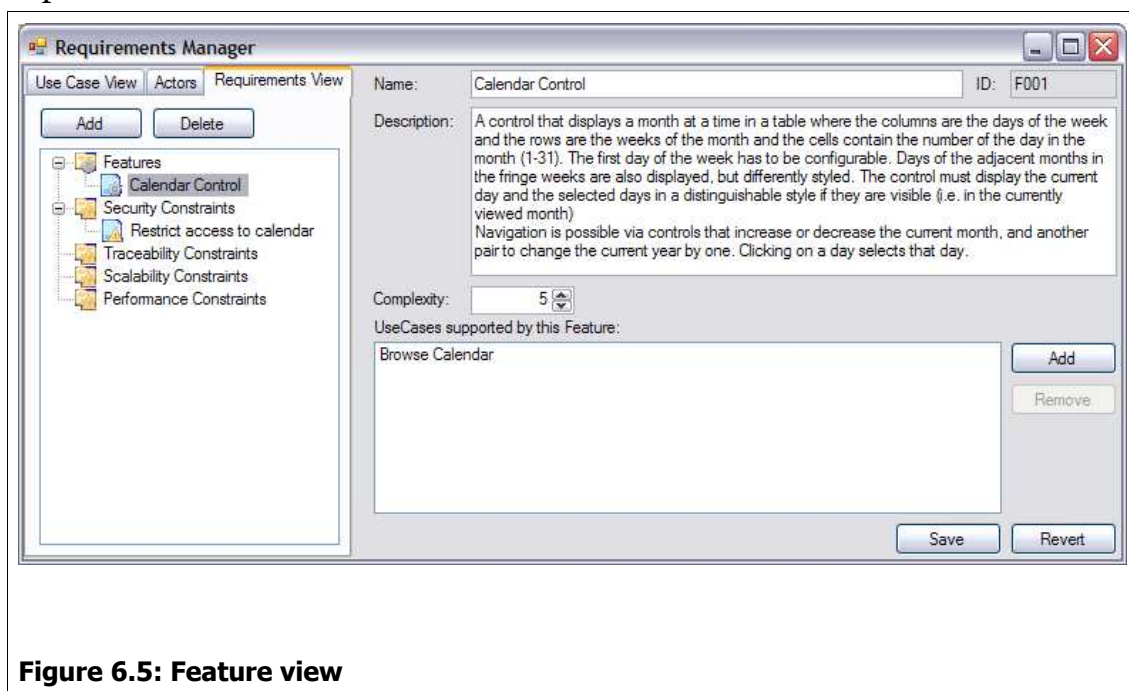 Requirements Manager
Use Case View Actors Requirements View
Add Delete
Features
Calendar Control
Security Constraints
Restrict access to calendar
Traceability Constraints
Scalability Constraints
Performance Constraints
Name: Calendar Control ID: F001
Description: A control that displays a month at a time in a table where the columns are the days of the week
and the rows are the weeks of the month and the cells contain the number of the day in the
month (1-31). The first day of the week has to be configurable. Days of the adjacent months in
the fringe weeks are also displayed, but differently styled. The control must display the current
day and the selected days in a distinguishable style if they are visible (i.e. in the currently
viewed month)
Navigation is possible via controls that increase or decrease the current month, and another
pair to change the current year by one. Clicking on a day selects that day.
Complexity: 5
UseCases supported by this Feature:
Browse Calendar
Add
Remove
Save Revert
Figure 6.5: Feature view